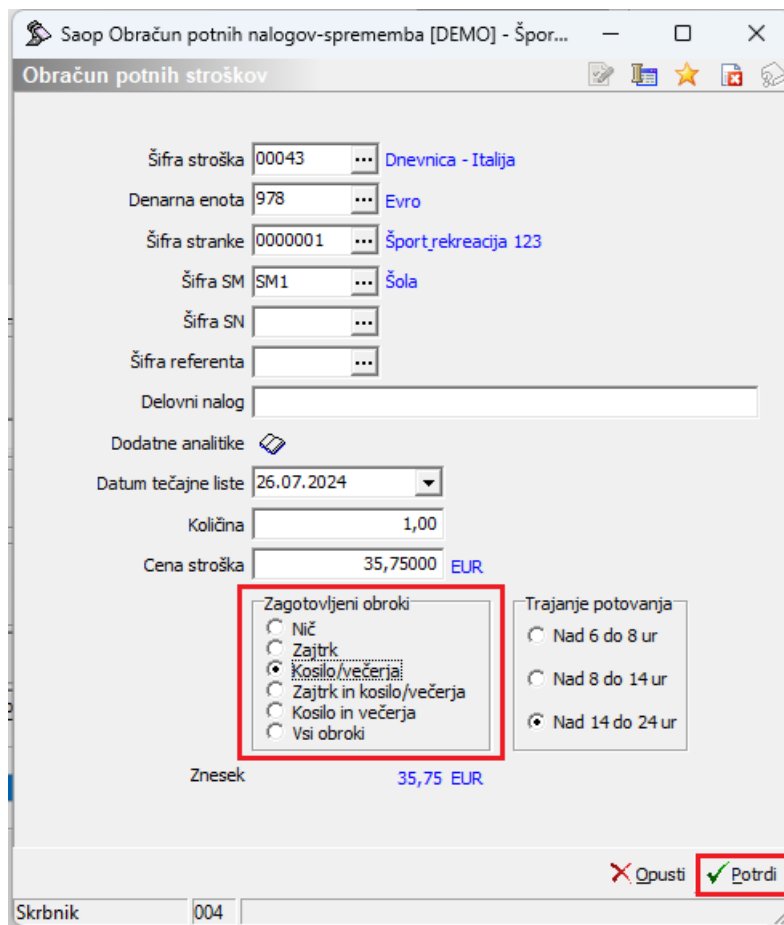 Saop Obračun potnih nalogov-sprememba [DEMO] - Špor...
Obračun potnih stroškov
Šifra stroška 00043 ... Dnevnica - Italija
Denarna enota 978 ... Evro
Šifra stranke 0000001 ... Šport_rekreacija 123
Šifra SM SM1 ... Šola
Šifra SN ...
Šifra referenta ...
Delovni nalog
Dodatne analitike
Datum tečajne liste 26.07.2024
Količina 1,00
Cena stroška 35,75000 EUR
Zagotovljeni obroki
Nič
Zajtrk
Kosilo/večerja
Zajtrk in kosilo/večerja
Kosilo in večerja
Vsi obroki
Trajanje potovanja
Nad 6 do 8 ur
Nad 8 do 14 ur
Nad 14 do 24 ur
Znesek 35,75 EUR
Opusti Potrdi
Skrbnik 004